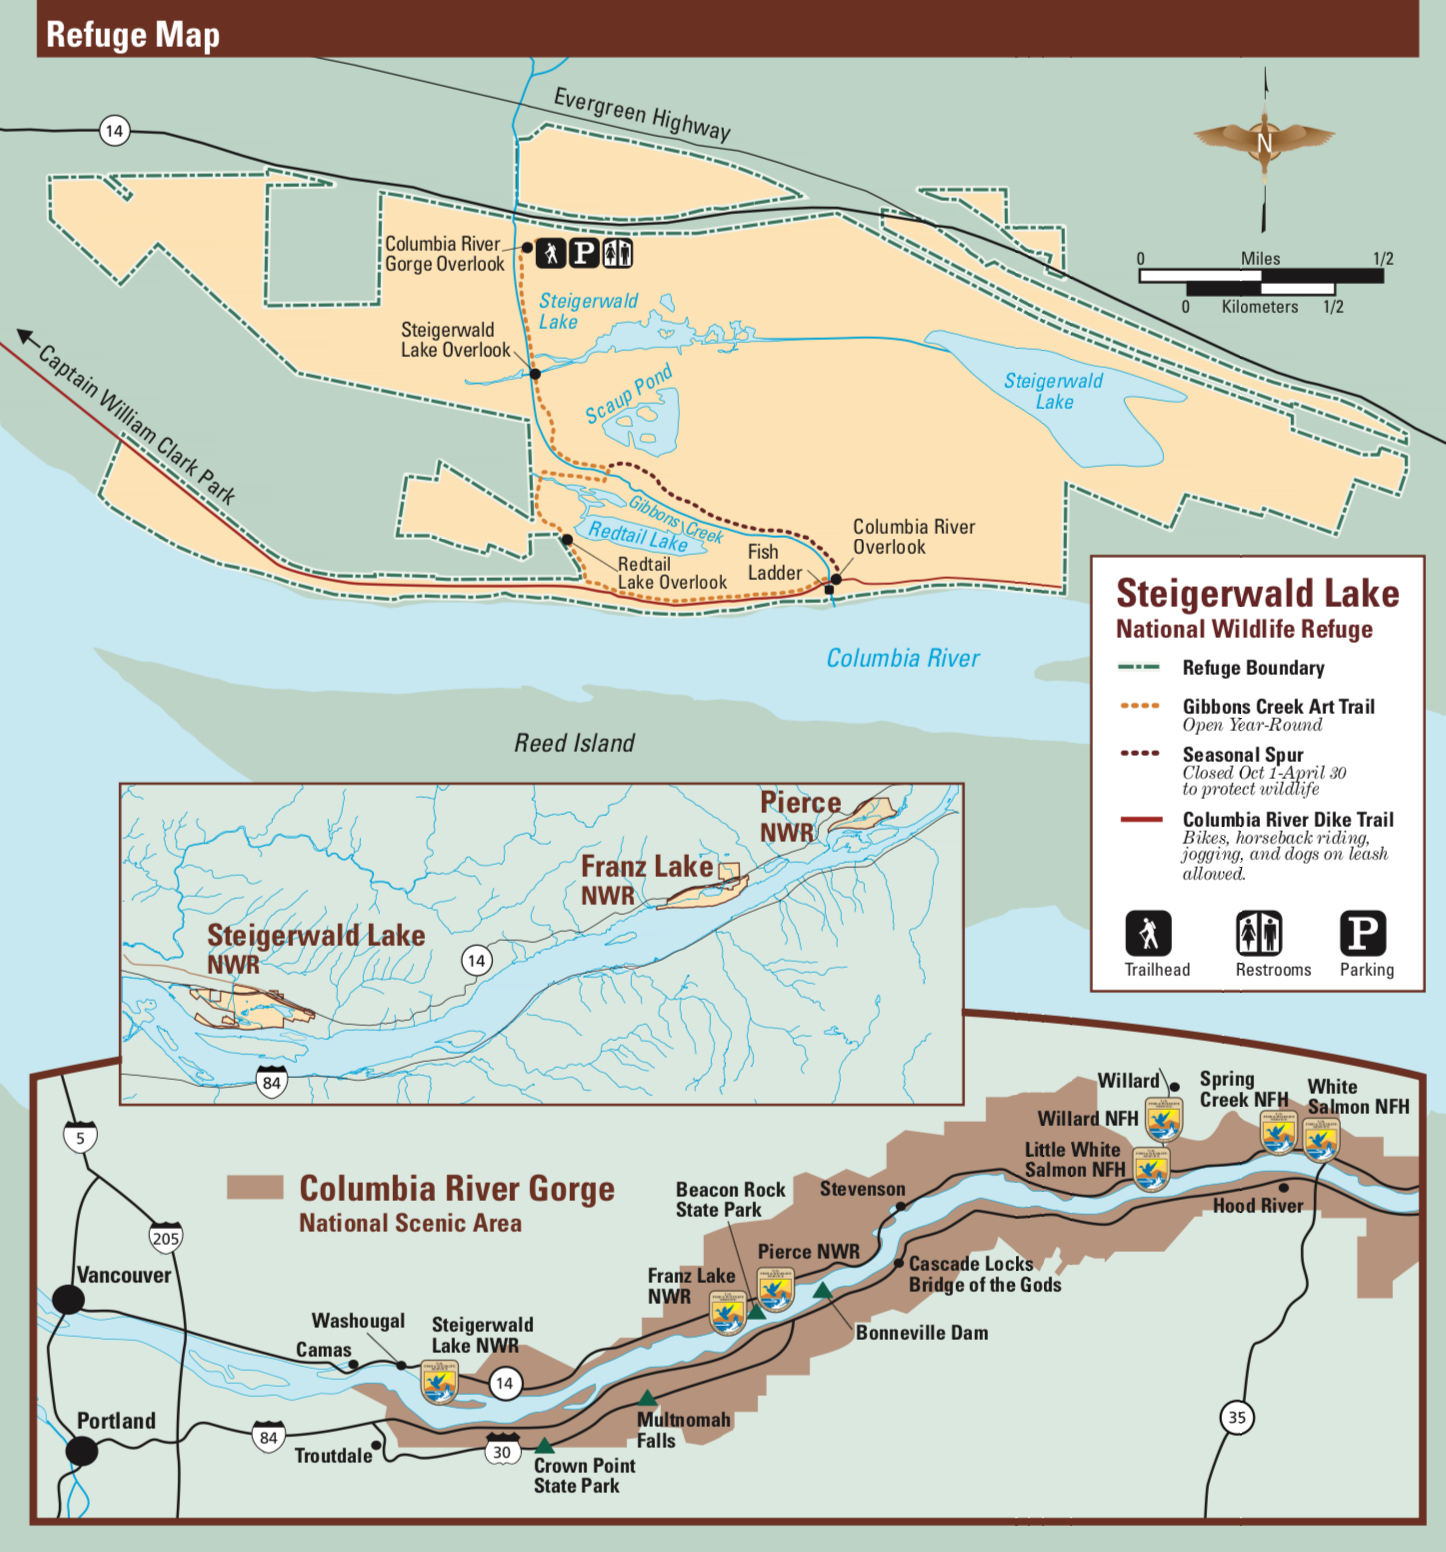 Refuge Map
Evergreen Highway
14
N
0 Miles 1/2
0 Kilometers 1/2
Columbia River
Gorge Overlook
P
Steigerwald
Lake
Steigerwald
Lake Overlook
Captain William Clark Park
Scaup Pond
Steigerwald
Lake
Gibbons Creek
Redtail Lake
Redtail
Lake Overlook
Fish
Ladder
Columbia River
Overlook
Columbia River
Reed Island
Steigerwald Lake
National Wildlife Refuge
Refuge Boundary
Gibbons Creek Art Trail
Open Year-Round
Seasonal Spur
Closed Oct 1-April 30
to protect wildlife
Columbia River Dike Trail
Bikes, horseback riding,
jogging, and dogs on leash
allowed.
P
Trailhead
Restrooms
Parking
Pierce
NWR
Franz Lake
NWR
Steigerwald Lake
NWR
14
84
Columbia River Gorge
National Scenic Area
5
205
Vancouver
Portland
Washougal
Camas
Steigerwald
Lake NWR
14
84
Troutdale
30
Crown Point
State Park
Multnomah
Falls
Franz Lake
NWR
Beacon Rock
State Park
Pierce NWR
Stevenson
Cascade Locks
Bridge of the Gods
Bonneville Dam
Willard
Willard NFH
Little White
Salmon NFH
Spring
Creek NFH
White
Salmon NFH
Hood River
35